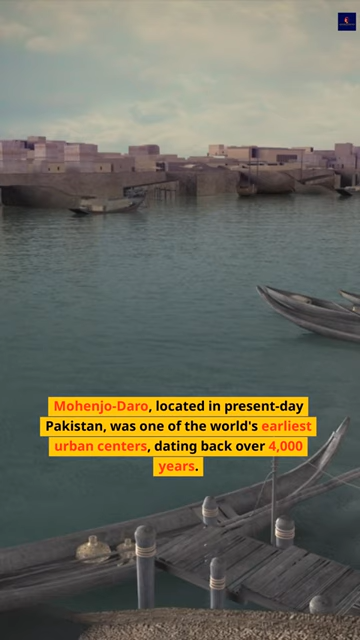 Mohenjo-Daro, located in present-day
Pakistan, was one of the world's earliest
urban centers, dating back over 4,000
years.